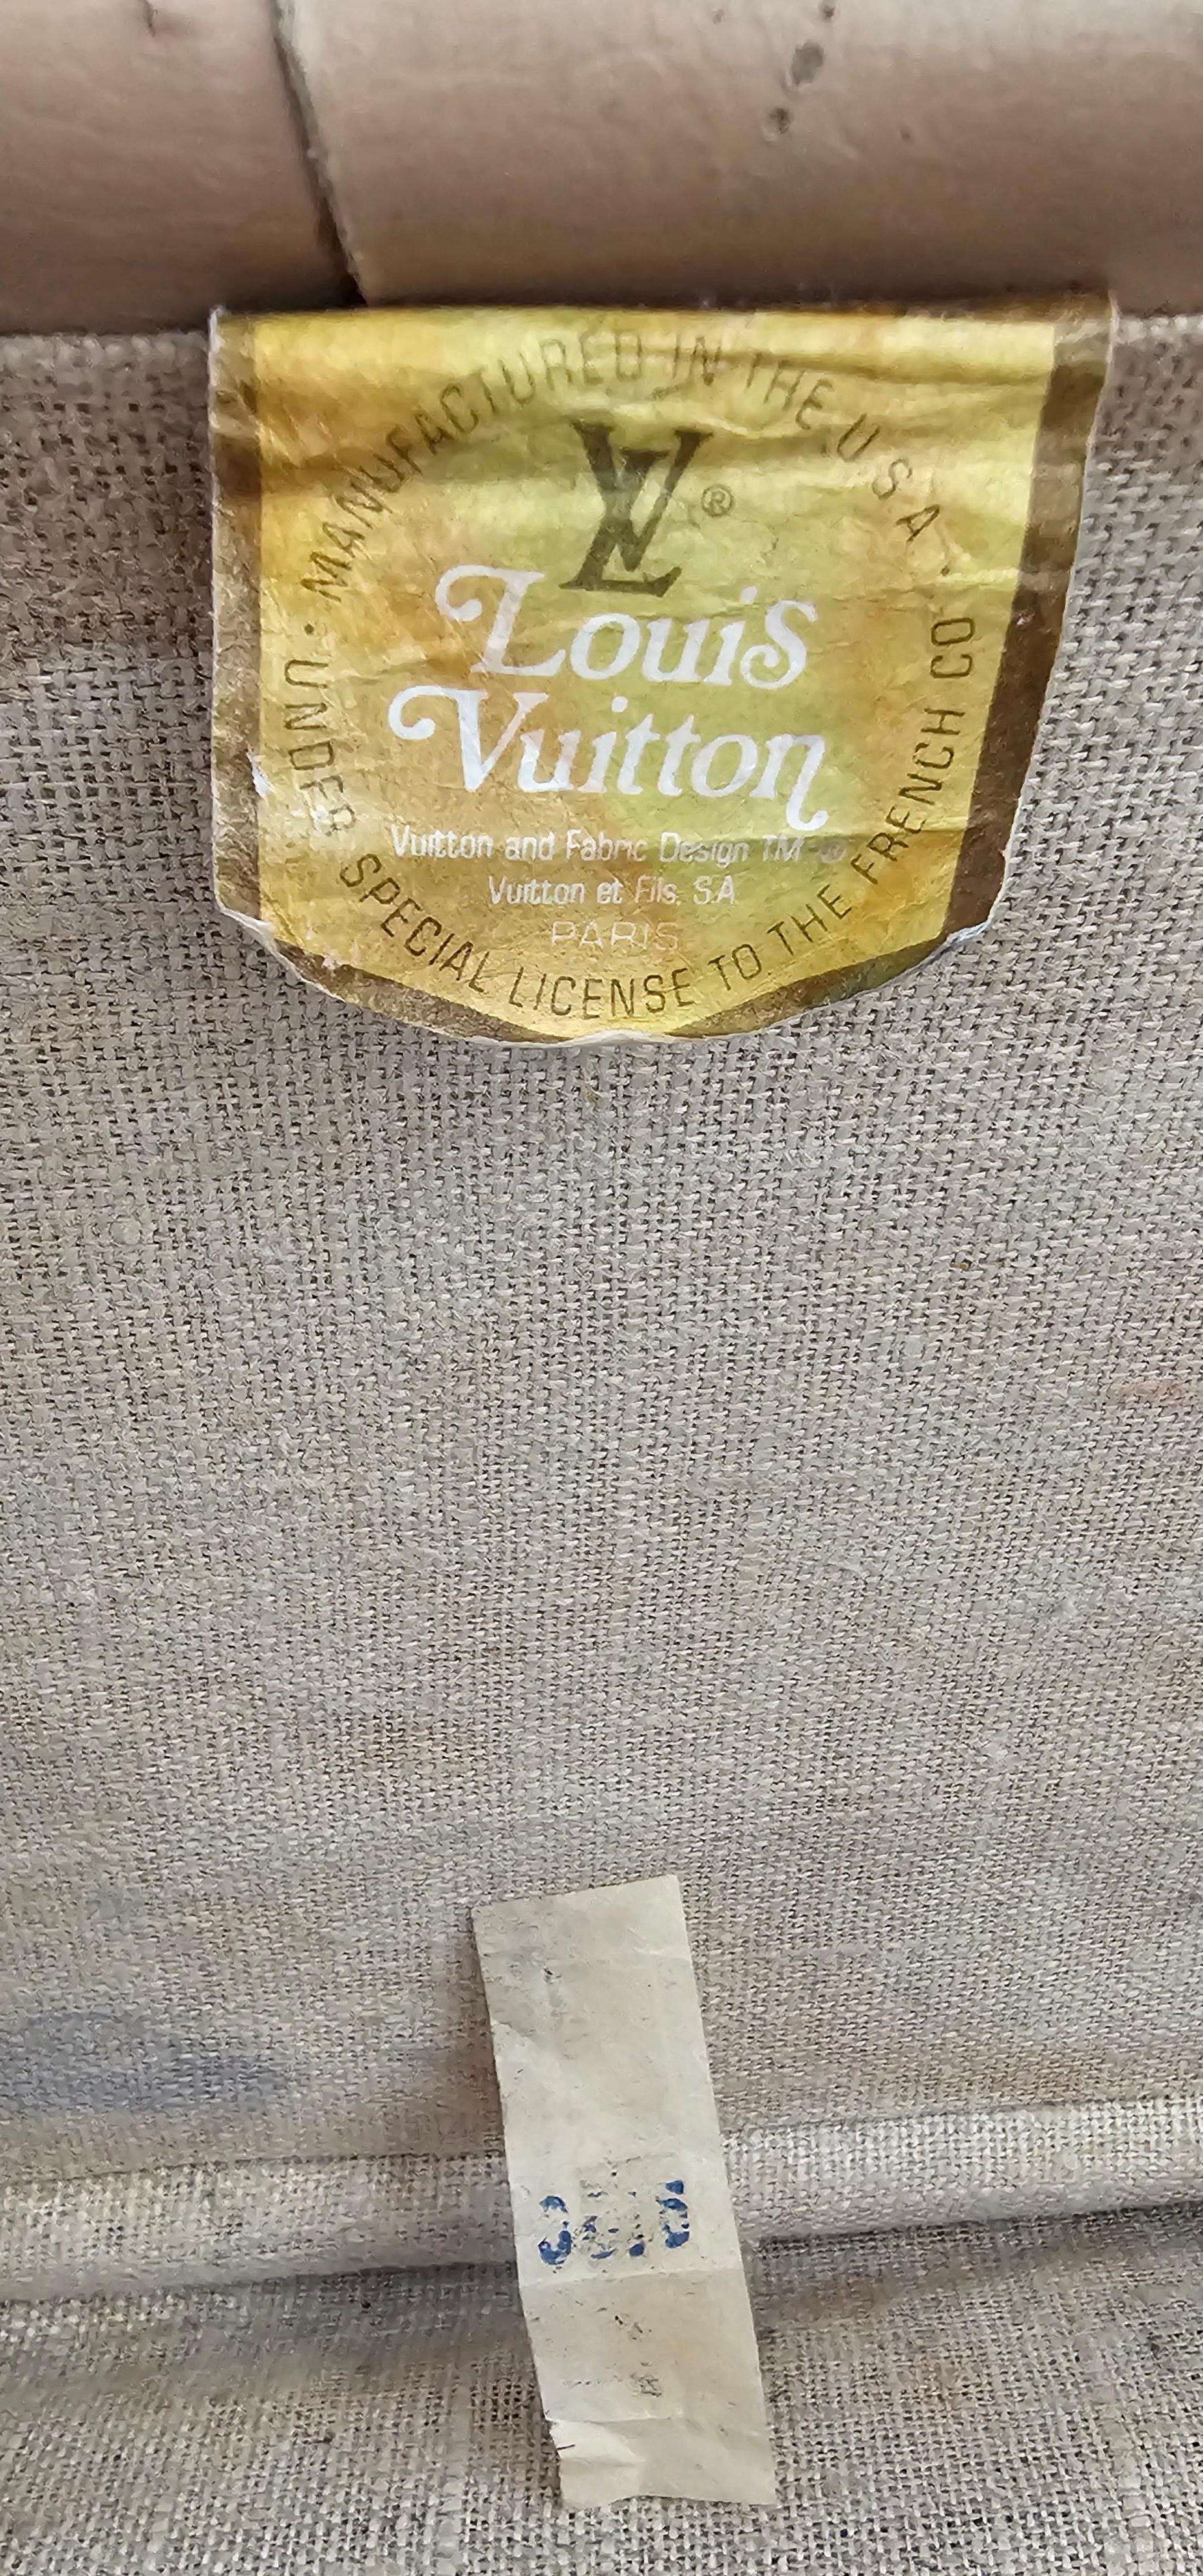 · MANUFACTURED IN THE U.S.A. ·
LV ®
Louis
Vuitton
Vuitton and Fabric Design TM
Vuitton et Fils, S.A.
PARIS
UNDER SPECIAL LICENSE TO THE FRENCH CO